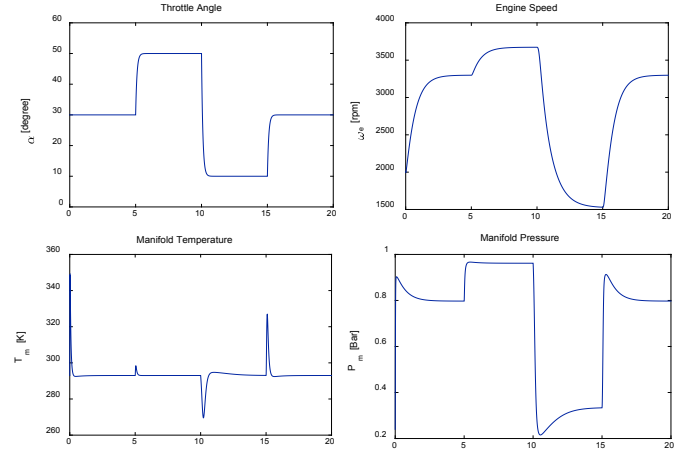 Throttle Angle
60
50
40
30
20
10
0
α [degree]
0 5 10 15 20
Engine Speed
4000
3500
3000
2500
2000
1500
ωe [rpm]
0 5 10 15 20
Manifold Temperature
360
340
320
300
280
260
T m [K]
0 5 10 15 20
Manifold Pressure
1
0.8
0.6
0.4
0.2
P m [Bar]
0 5 10 15 20